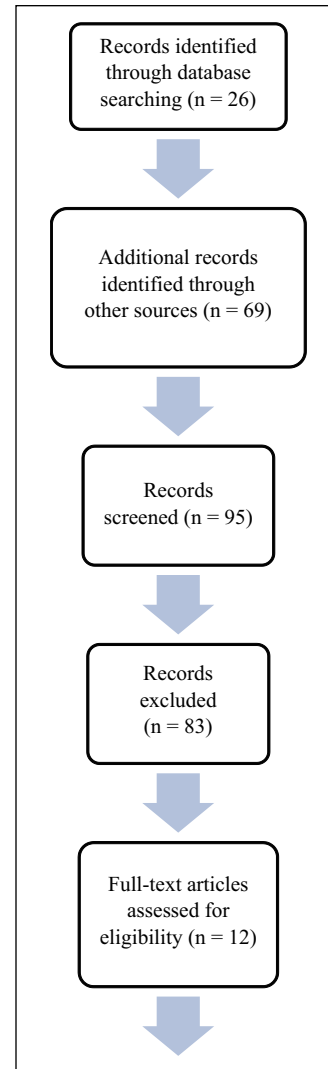 Records identified
through database
searching (n = 26)
Additional records
identified through
other sources (n = 69)
Records
screened (n = 95)
Records
excluded
(n = 83)
Full-text articles
assessed for
eligibility (n = 12)